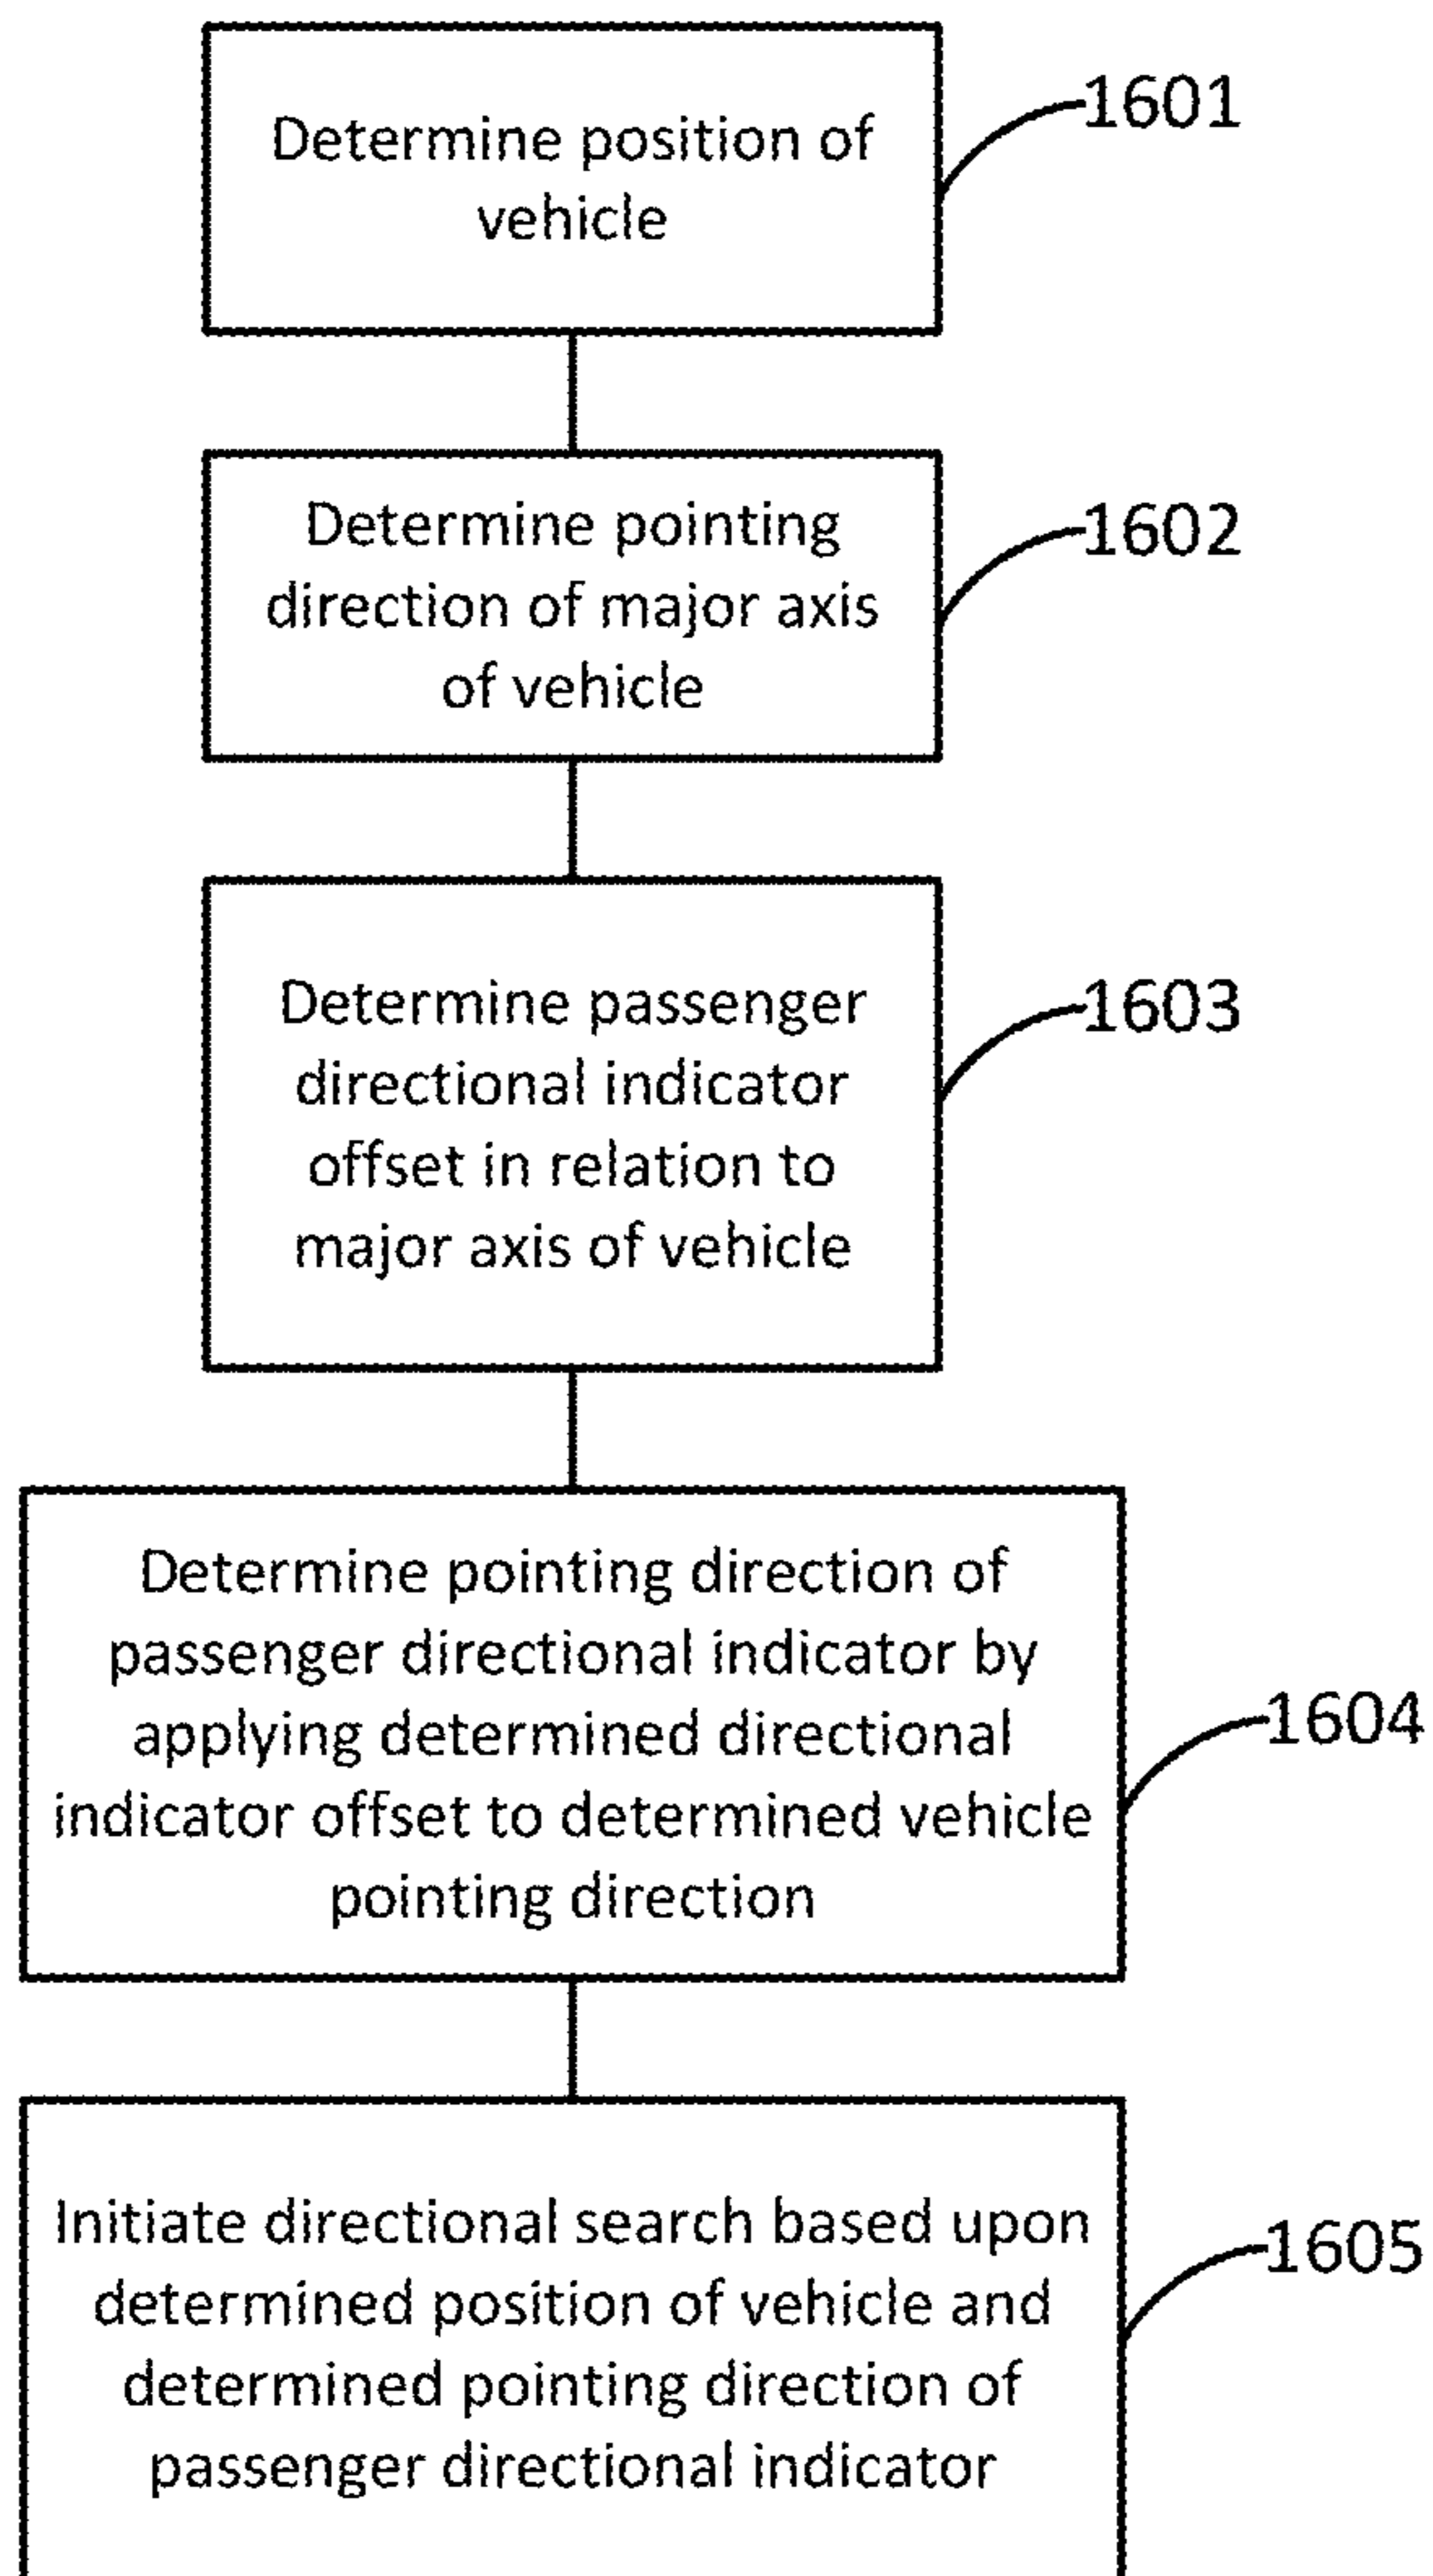 Determine position of
vehicle
1601
Determine pointing
direction of major axis
of vehicle
1602
Determine passenger
directional indicator
offset in relation to
major axis of vehicle
1603
Determine pointing direction of
passenger directional indicator by
applying determined directional
indicator offset to determined vehicle
pointing direction
1604
Initiate directional search based upon
determined position of vehicle and
determined pointing direction of
passenger directional indicator
1605